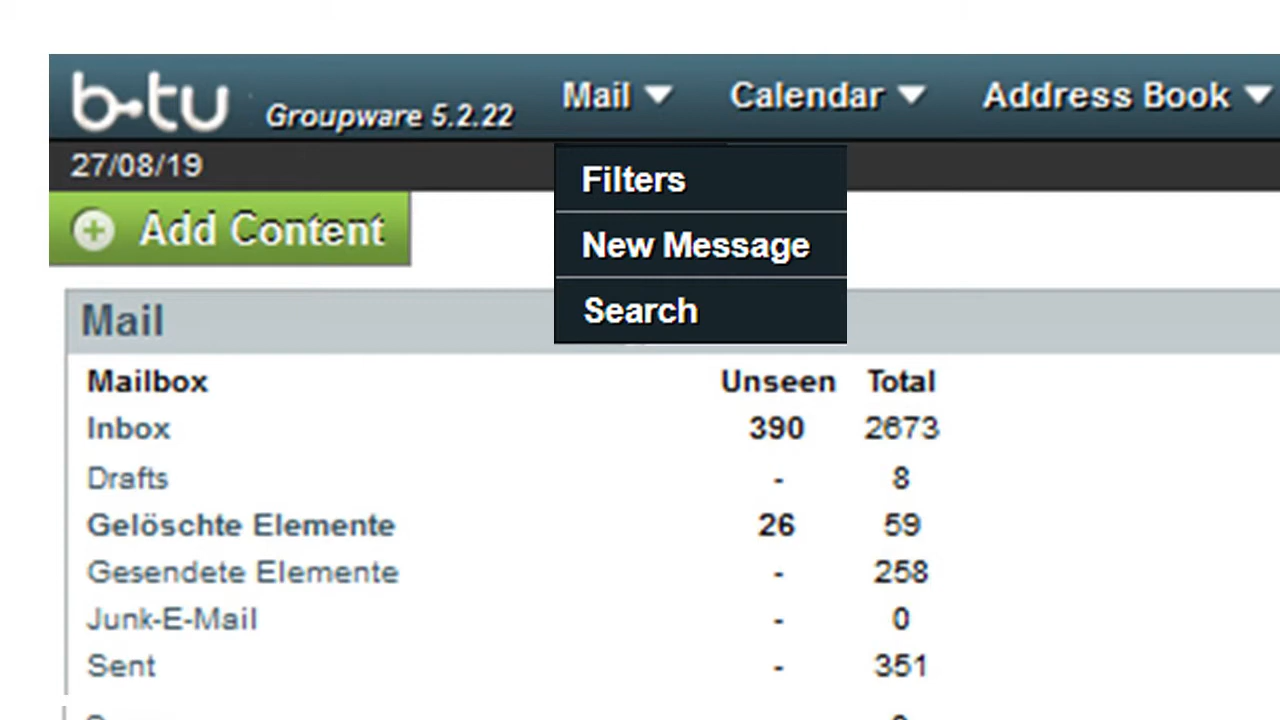 b-tu Groupware 5.2.22 Mail Calendar Address Book
27/08/19
Filters
Add Content
New Message
Search
Mail
Mailbox Unseen Total
Inbox 390 2673
Drafts - 8
Gelöschte Elemente 26 59
Gesendete Elemente - 258
Junk-E-Mail - 0
Sent - 351